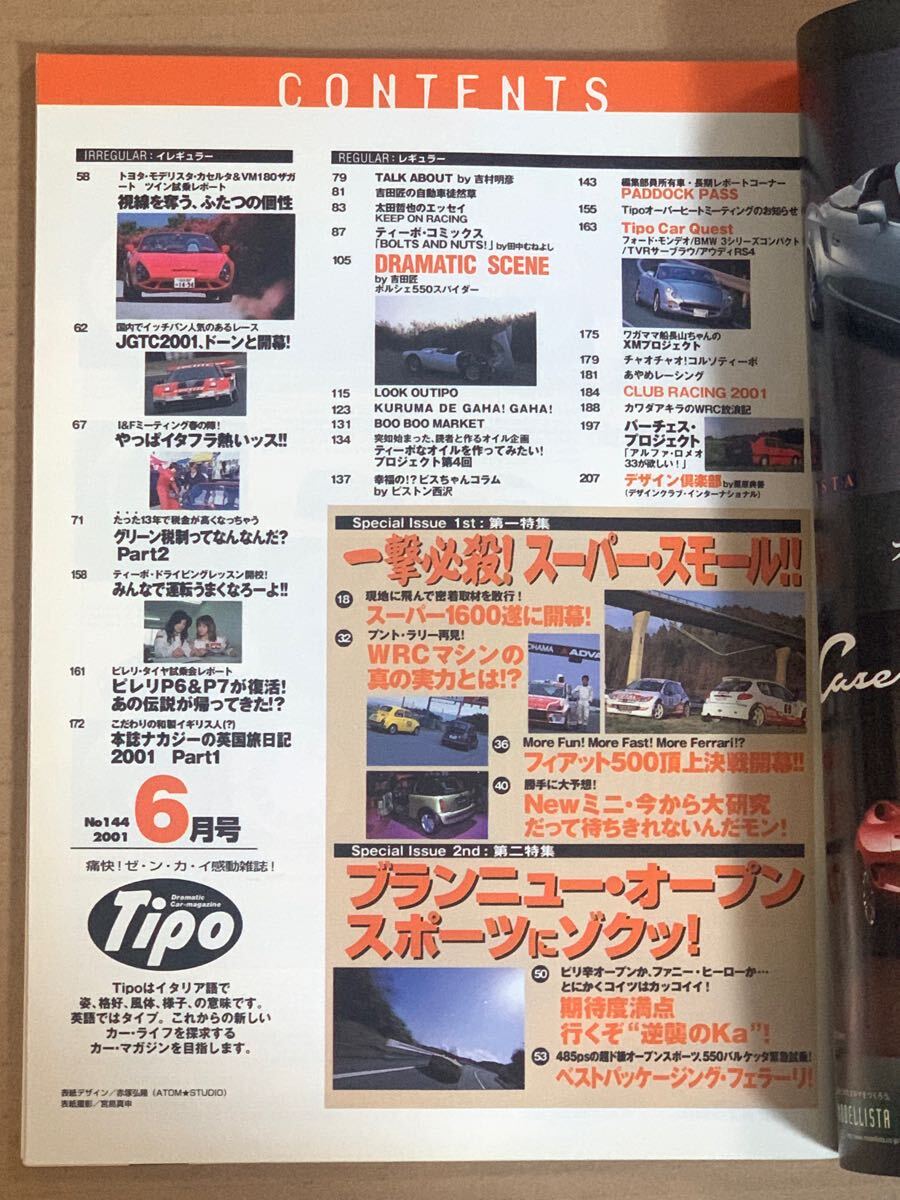 CONTENTS
IRREGULAR:イレギュラー
58 トヨタ・モデリスタ・カセルタ&VM180ザガ
ート ツイン試乗レポート
視線を奪う、ふたつの個性
62 国内でイッチバン人気のあるレース
JGTC2001、ドーンと開幕!
67 I&Fミーティング春の陣!
やっぱイタフラ熱いッス!!
71 たった13年で税金が高くなっちゃう
グリーン税制ってなんなんだ?
Part2
158 ティーポ・ドライビングレッスン開校!
みんなで運転うまくなろーよ!!
161 ピレリ・タイヤ試乗会レポート
ピレリP6&P7が復活!
あの伝説が帰ってきた!?
172 こだわりの和製イギリス人(?)
本誌ナカジーの英国旅日記
2001 Part1
No144
2001
6月号
痛快!ゼ・ン・カ・イ感動雑誌!
Dramatic
Car-magazine
Tipo
Tipoはイタリア語で
姿、格好、風体、様子、の意味です。
英語ではタイプ。これからの新しい
カー・ライフを探求する
カー・マガジンを目指します。
表紙デザイン/赤塚弘隆(ATOM★STUDIO)
表紙撮影/宮島真申
REGULAR:レギュラー
79 TALK ABOUT by 吉村明彦
81 吉田匠の自動車徒然草
83 太田哲也のエッセイ
KEEP ON RACING
87 ティーポ・コミックス
「BOLTS AND NUTS!」by田中むねよし
105 DRAMATIC SCENE
by 吉田匠
ポルシェ550スパイダー
115 LOOK OUTIPO
123 KURUMA DE GAHA! GAHA!
131 BOO BOO MARKET
134 突如始まった、読者と作るオイル企画
ティーポなオイルを作ってみたい!
プロジェクト第4回
137 幸福の!?ピスちゃんコラム
by ピストン西沢
143 編集部員所有車・長期レポートコーナー
PADDOCK PASS
155 Tipoオーバーヒートミーティングのお知らせ
163 Tipo Car Quest
フォード・モンデオ/BMW 3シリーズコンパクト
/TVRサーブラウ/アウディRS4
175 ワガママ船長山ちゃんの
XMプロジェクト
179 チャオチャオ!コルソティーポ
181 あやめレーシング
184 CLUB RACING 2001
188 カワダアキラのWRC放浪記
197 バーチェス・
プロジェクト
「アルファ・ロメオ
33が欲しい!」
207 デザイン倶楽部by栗原典善
(デザインクラブ・インターナショナル)
Special Issue 1st:第一特集
一撃必殺!スーパー・スモール!!
18 現地に飛んで密着取材を敢行!
スーパー1600遂に開幕!
32 プント・ラリー再見!
WRCマシンの
真の実力とは!?
36 More Fun! More Fast! More Ferrari!?
フィアット500頂上決戦開幕!!
40 勝手に大予想!
Newミニ・今から大研究
だって待ちきれないんだモン!
Special Issue 2nd:第二特集
ブランニュー・オープン
スポーツにゾクッ!
50 ピリ辛オープンか、ファニー・ヒーローか…
とにかくコイツはカッコイイ!
期待度満点
行くぞ“逆襲のKa”!
53 485psの超ド級オープンスポーツ、550バルケッタ緊急試乗!
ベストパッケージング・フェラーリ!